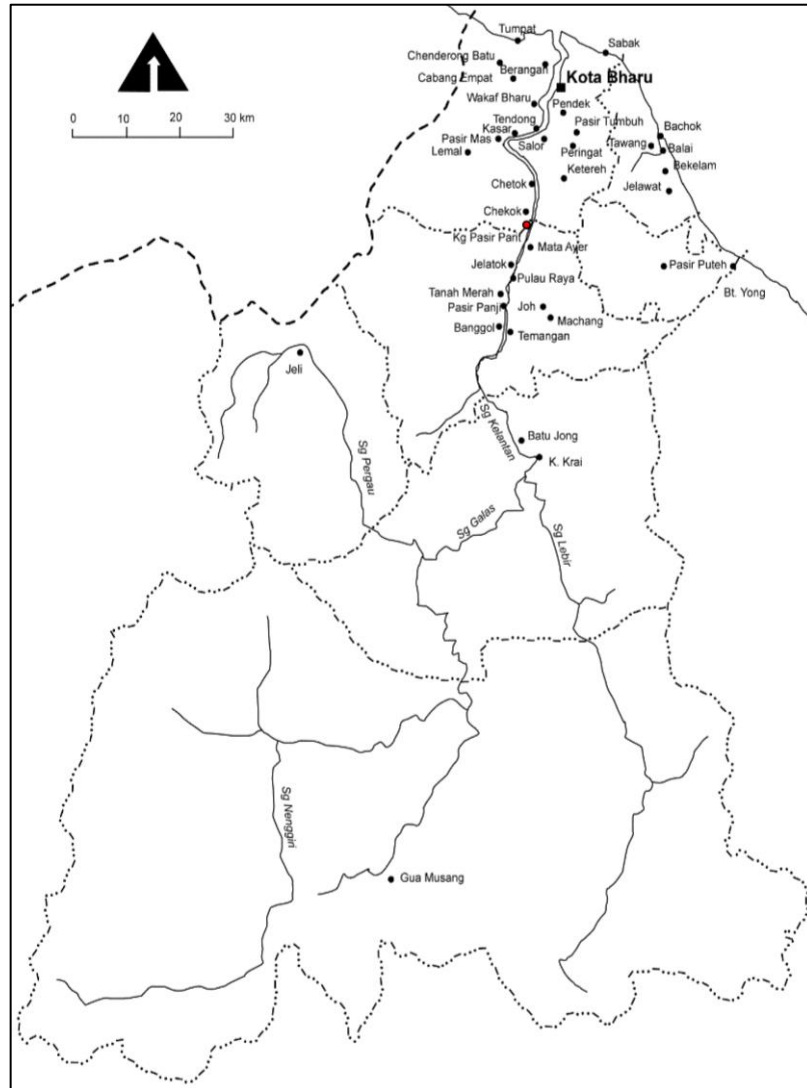 Tumpat
Sabak
Chenderong Batu
Berangan
Cabang Empat
Kota Bharu
Wakaf Bharu
Pendek
0 10 20 30 km
Tendong
Pasir Tumbuh
Bachok
Kasar
Pasir Mas
Salor
Tawang
Balai
Lemal
Peringat
Bekelam
Ketereh
Chetok
Jelawat
Chekok
Kg Pasir Parit
Mata Ayer
Jelatok
Pasir Puteh
Pulau Raya
Bt. Yong
Tanah Merah
Pasir Panji
Joh
Machang
Banggol
Temangan
Jeli
Sg Kelantan
Batu Jong
K. Krai
Sg Pergau
Sg Galas
Sg Lebir
Sg Nenggiri
Gua Musang